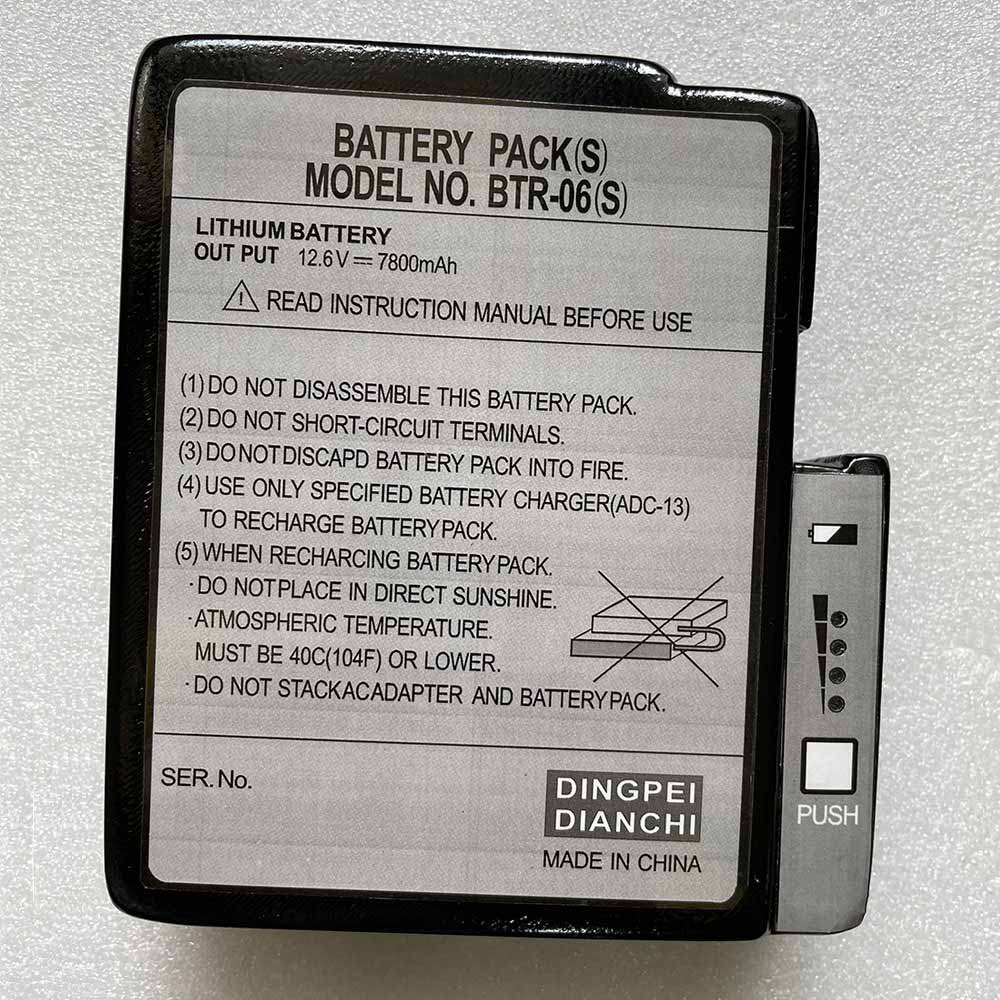 BATTERY PACK(S)
MODEL NO. BTR-06(S)
LITHIUM BATTERY
OUT PUT 12.6V⎓7800mAh
READ INSTRUCTION MANUAL BEFORE USE
(1) DO NOT DISASSEMBLE THIS BATTERY PACK.
(2) DO NOT SHORT-CIRCUIT TERMINALS.
(3) DO NOT DISCAPD BATTERY PACK INTO FIRE.
(4) USE ONLY SPECIFIED BATTERY CHARGER(ADC-13)
TO RECHARGE BATTERY PACK.
(5) WHEN RECHARCING BATTERY PACK.
·DO NOT PLACE IN DIRECT SUNSHINE.
·ATMOSPHERIC TEMPERATURE.
MUST BE 40C(104F) OR LOWER.
·DO NOT STACKACADAPTER AND BATTERY PACK.
SER. No.
DINGPEI
DIANCHI
MADE IN CHINA
PUSH